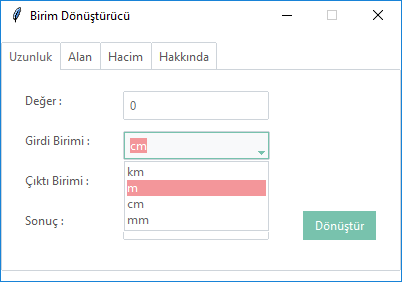 Birim Dönüştürücü
Uzunluk Alan Hacim Hakkında
Değer : 0
Girdi Birimi : cm
km
Çıktı Birimi : m
cm
mm
Sonuç :
Dönüştür